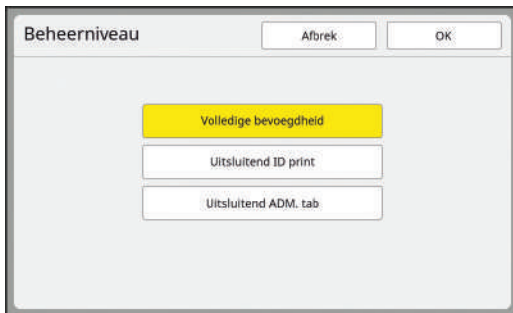 Beheerniveau
Afbrek
OK
Volledige bevoegdheid
Uitsluitend ID print
Uitsluitend ADM. tab